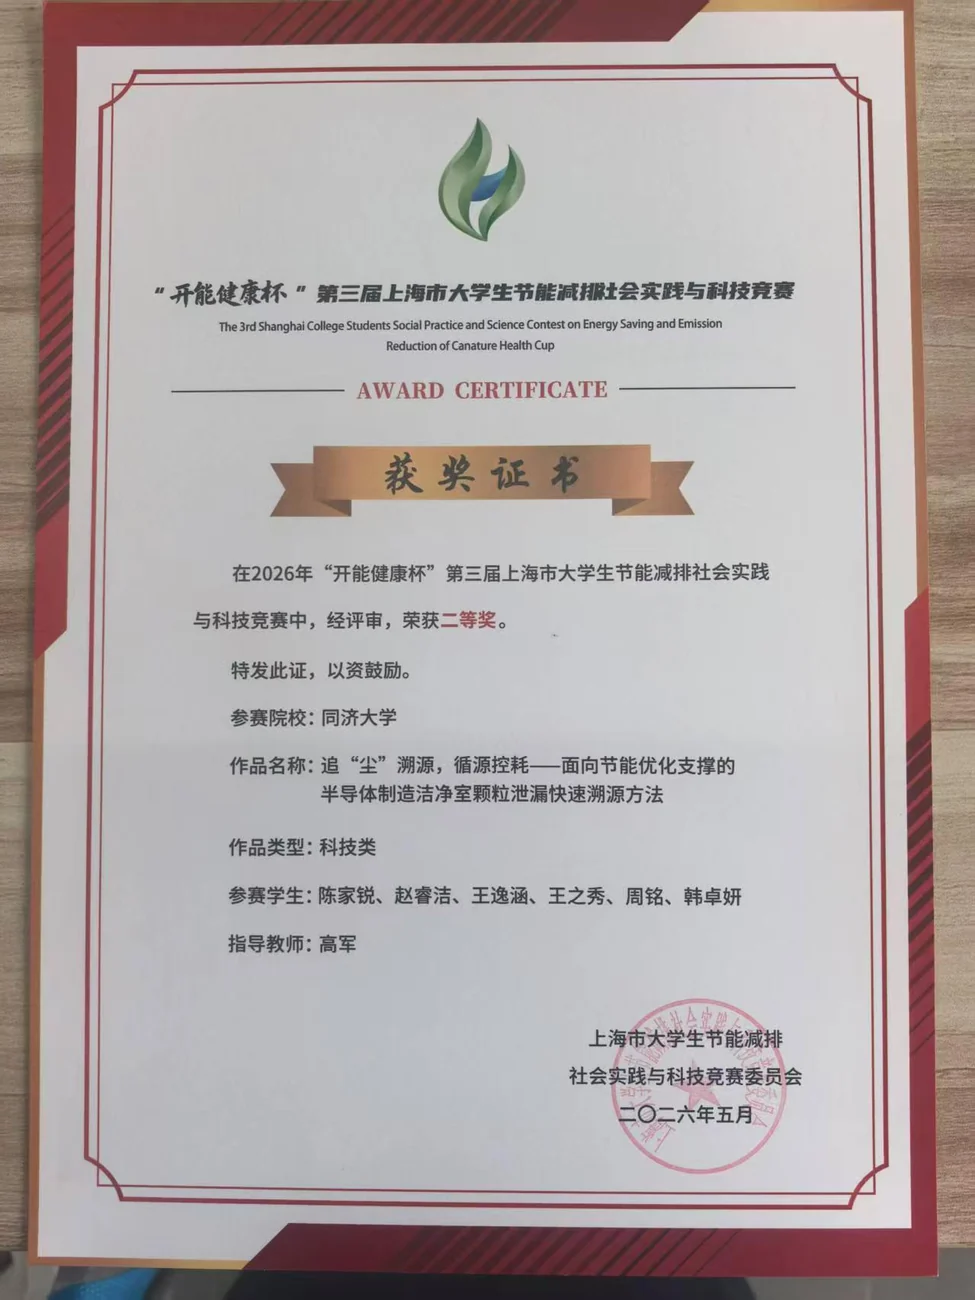 “开能健康杯”第三届上海市大学生节能减排社会实践与科技竞赛
The 3rd Shanghai College Students Social Practice and Science Contest on Energy Saving and Emission
Reduction of Canature Health Cup
AWARD CERTIFICATE
获奖证书
在2026年“开能健康杯”第三届上海市大学生节能减排社会实践
与科技竞赛中，经评审，荣获二等奖。
特发此证，以资鼓励。
参赛院校：同济大学
作品名称：追“尘”溯源，循源控耗——面向节能优化支撑的
半导体制造洁净室颗粒泄漏快速溯源方法
作品类型：科技类
参赛学生：陈家锐、赵睿洁、王逸涵、王之秀、周铭、韩卓妍
指导教师：高军
上海市大学生节能减排
社会实践与科技竞赛委员会
二〇二六年五月